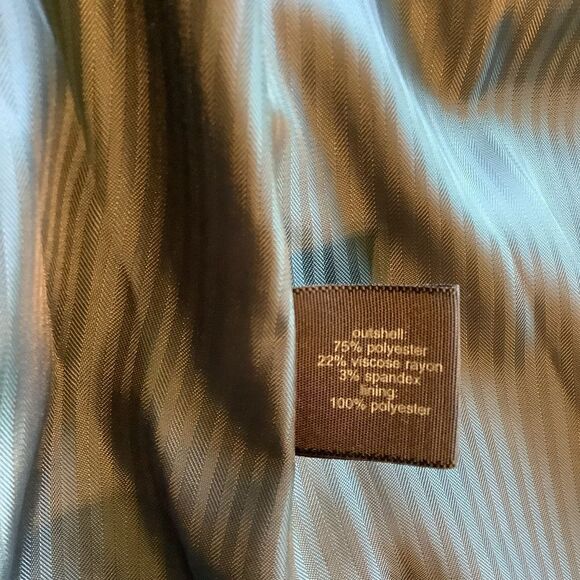 outshell:
75% polyester
22% viscose rayon
3% spandex
lining:
100% polyester